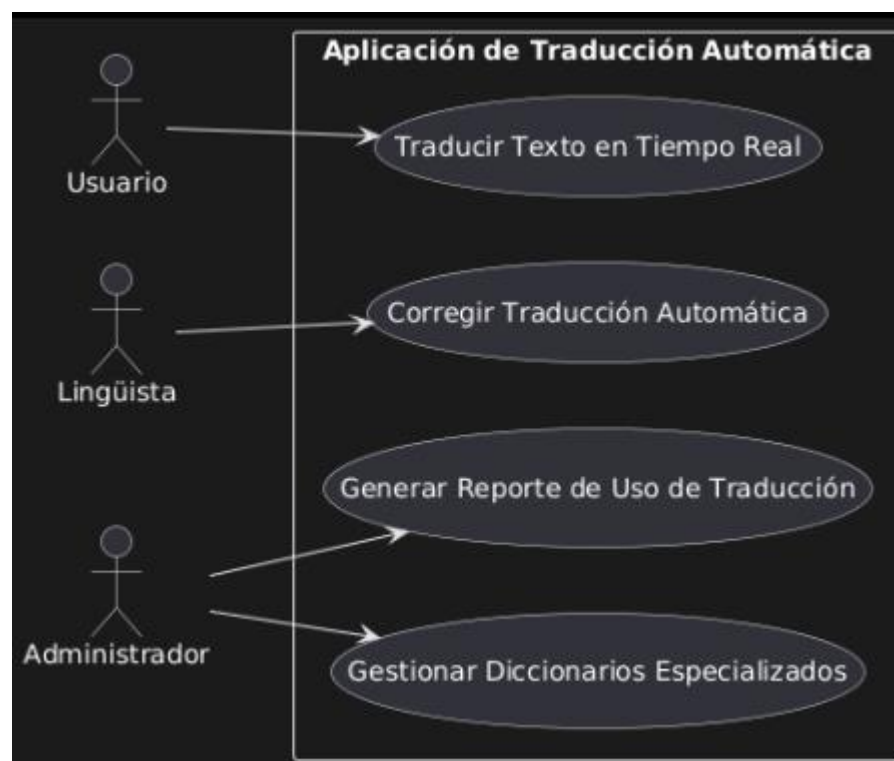 Aplicación de Traducción Automática
Usuario
Traducir Texto en Tiempo Real
Lingüista
Corregir Traducción Automática
Generar Reporte de Uso de Traducción
Administrador
Gestionar Diccionarios Especializados